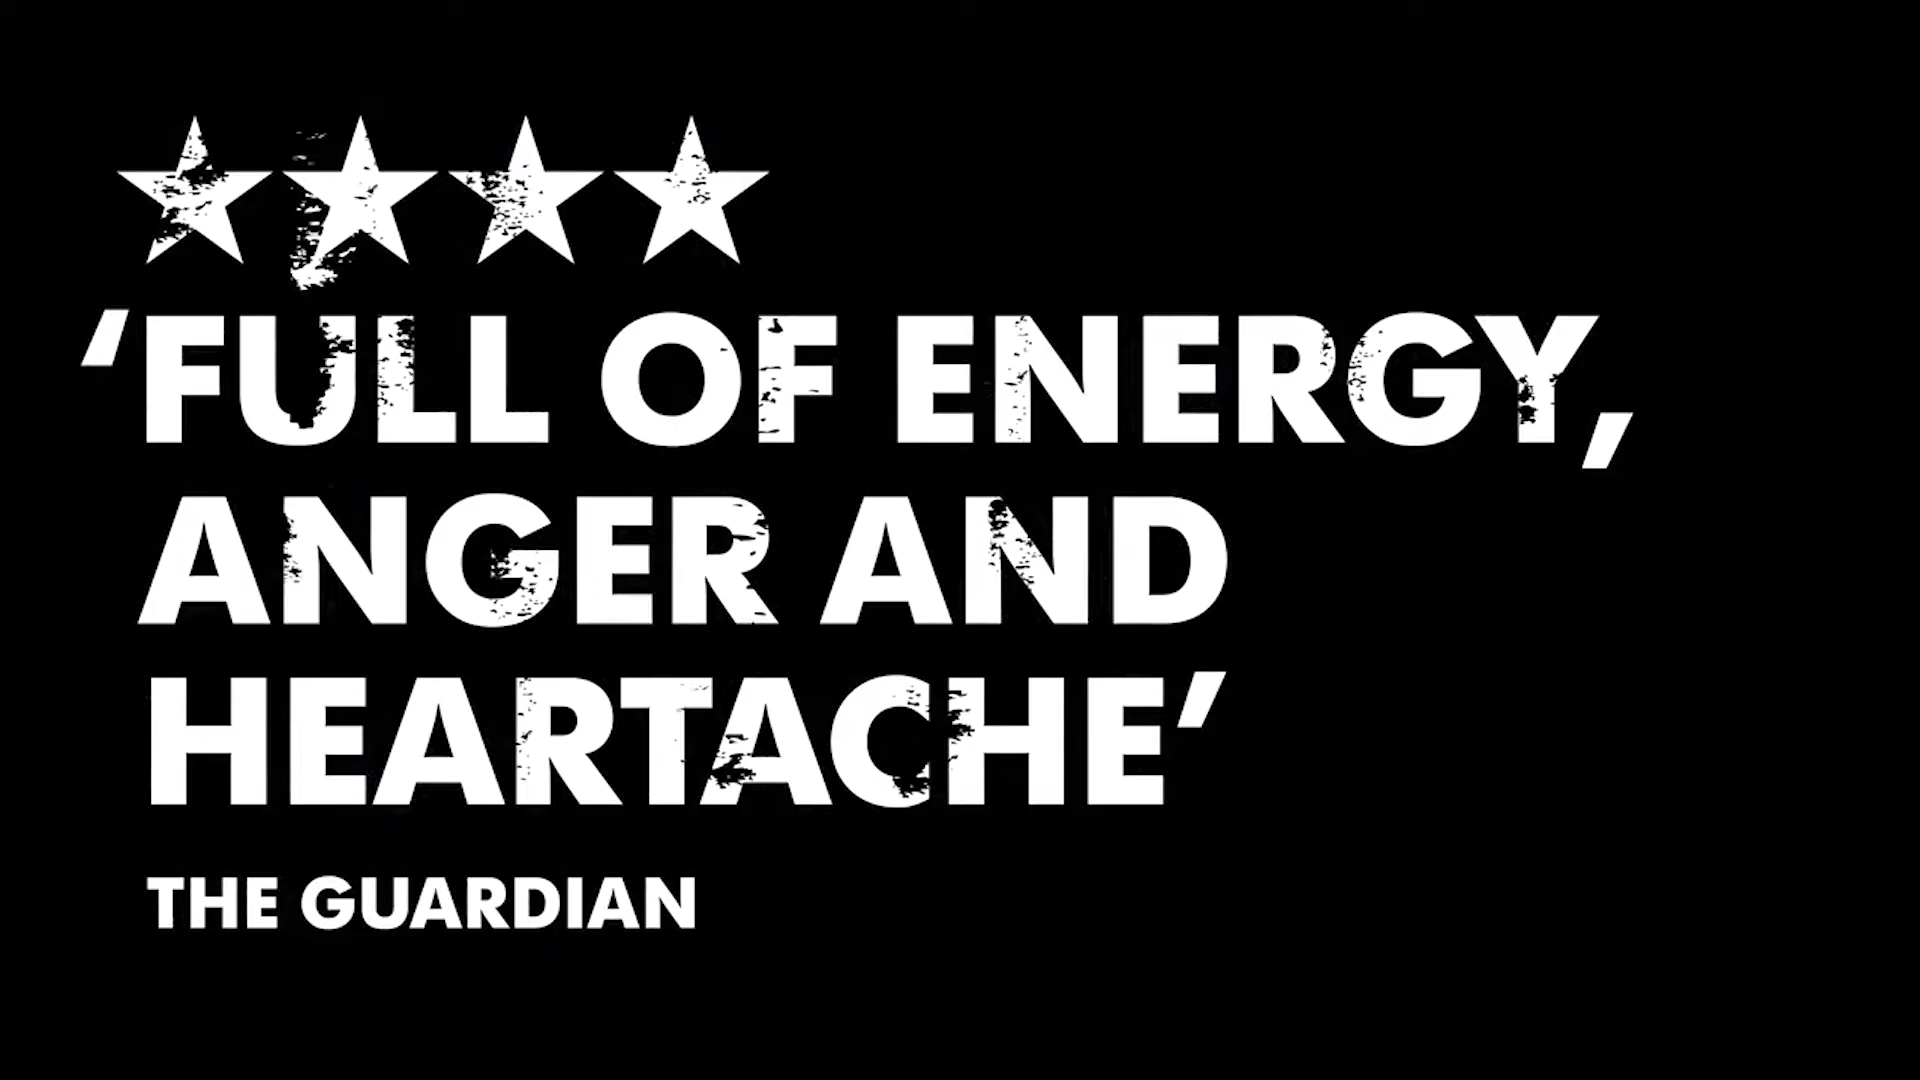 ★★★★
‘FULL OF ENERGY,
ANGER AND
HEARTACHE’
THE GUARDIAN